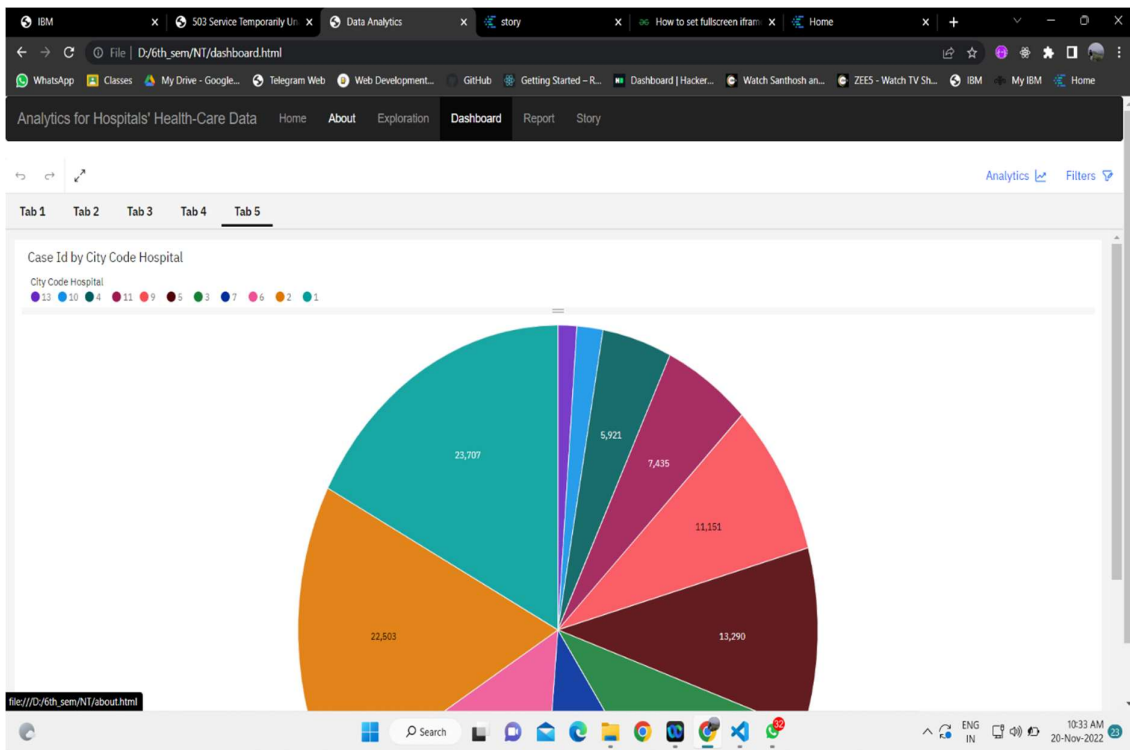 IBM 503 Service Temporarily Un Data Analytics story How to set fullscreen ifram Home
File | D:/6th_sem/NT/dashboard.html
WhatsApp Classes My Drive - Google... Telegram Web Web Development... GitHub Getting Started – R... Dashboard | Hacker... Watch Santhosh an... ZEE5 - Watch TV Sh... IBM My IBM Home
Analytics for Hospitals' Health-Care Data Home About Exploration Dashboard Report Story
Analytics Filters
Tab 1 Tab 2 Tab 3 Tab 4 Tab 5
Case Id by City Code Hospital
City Code Hospital
13 10 4 11 9 5 3 7 6 2 1
5,921
23,707
7,435
11,151
22,503
13,290
file:///D:/6th_sem/NT/about.html
Search
32
ENG
IN
10:33 AM
20-Nov-2022
23